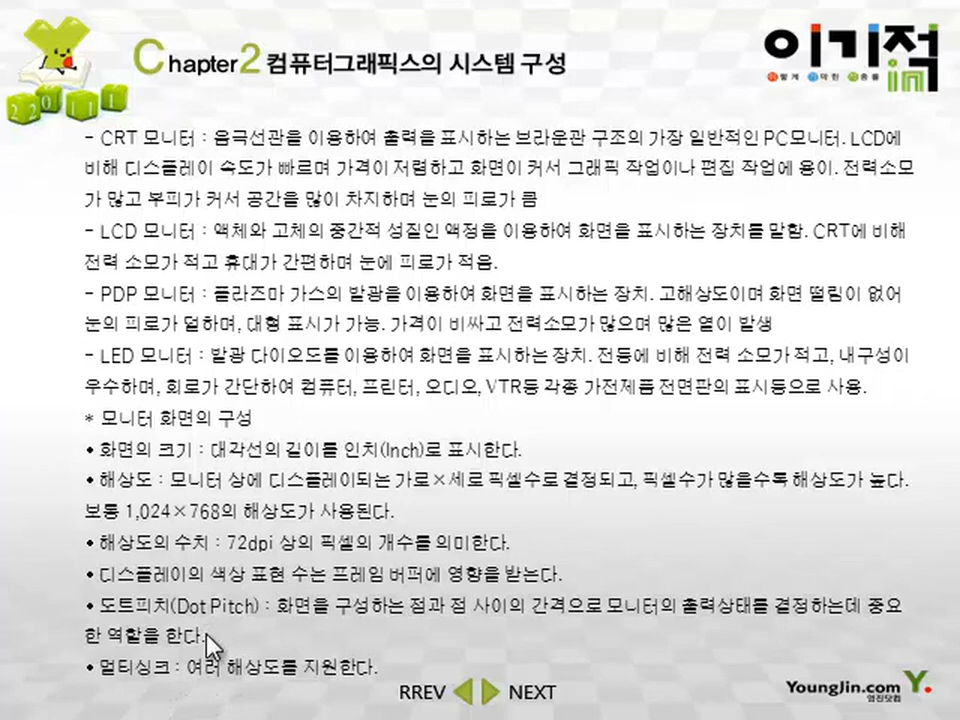 Chapter2 컴퓨터그래픽스의 시스템 구성
이기적in
22011
- CRT 모니터 : 음극선관을 이용하여 출력을 표시하는 브라운관 구조의 가장 일반적인 PC모니터. LCD에
비해 디스플레이 속도가 빠르며 가격이 저렴하고 화면이 커서 그래픽 작업이나 편집 작업에 용이. 전력소모
가 많고 부피가 커서 공간을 많이 차지하며 눈의 피로가 큼
- LCD 모니터 : 액체와 고체의 중간적 성질인 액정을 이용하여 화면을 표시하는 장치를 말함. CRT에 비해
전력 소모가 적고 휴대가 간편하며 눈에 피로가 적음.
- PDP 모니터 : 플라즈마 가스의 발광을 이용하여 화면을 표시하는 장치. 고해상도이며 화면 떨림이 없어
눈의 피로가 덜하며, 대형 표시가 가능. 가격이 비싸고 전력소모가 많으며 많은 열이 발생
- LED 모니터 : 발광 다이오드를 이용하여 화면을 표시하는 장치. 전등에 비해 전력 소모가 적고, 내구성이
우수하며, 회로가 간단하여 컴퓨터, 프린터, 오디오, VTR등 각종 가전제품 전면판의 표시등으로 사용.
* 모니터 화면의 구성
• 화면의 크기 : 대각선의 길이를 인치(Inch)로 표시한다.
• 해상도 : 모니터 상에 디스플레이되는 가로×세로 픽셀수로 결정되고, 픽셀수가 많을수록 해상도가 높다.
보통 1,024×768의 해상도가 사용된다.
• 해상도의 수치 : 72dpi 상의 픽셀의 개수를 의미한다.
• 디스플레이의 색상 표현 수는 프레임 버퍼에 영향을 받는다.
• 도트피치(Dot Pitch) : 화면을 구성하는 점과 점 사이의 간격으로 모니터의 출력상태를 결정하는데 중요
한 역할을 한다.
• 멀티싱크 : 여러 해상도를 지원한다.
RREV NEXT
YoungJin.com Y.
영진닷컴